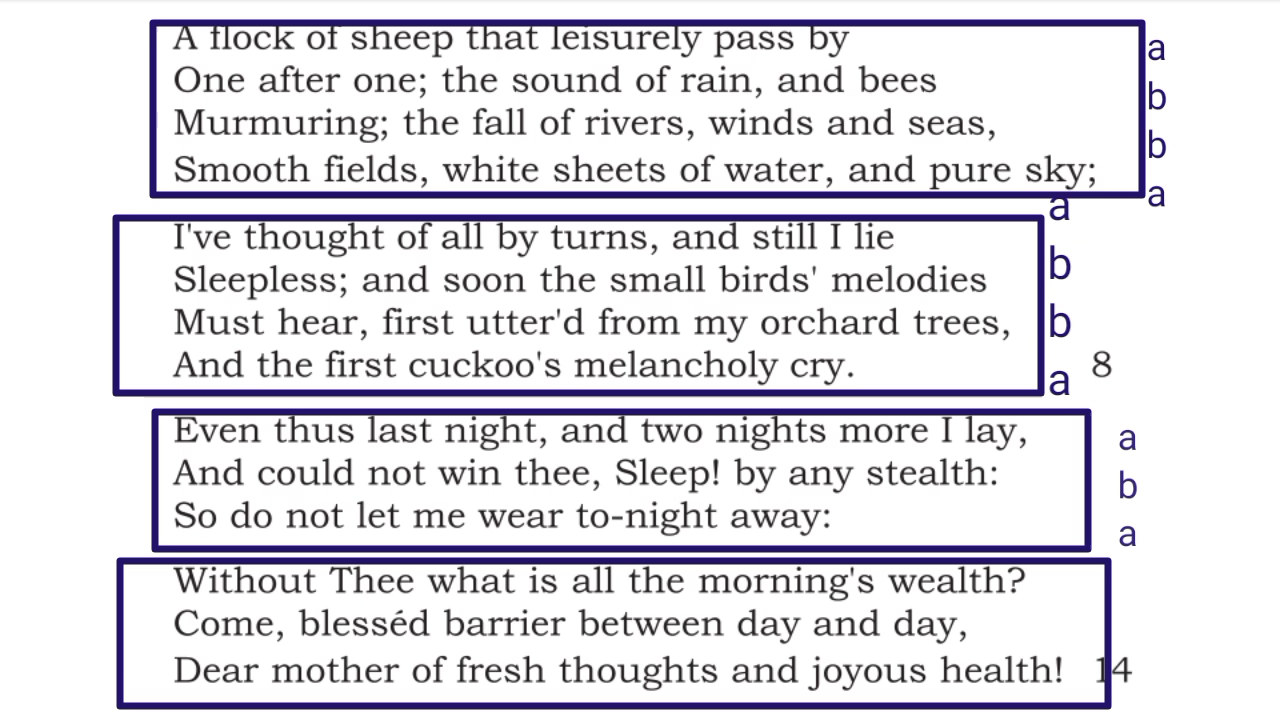 A flock of sheep that leisurely pass by a
One after one; the sound of rain, and bees b
Murmuring; the fall of rivers, winds and seas, b
Smooth fields, white sheets of water, and pure sky; a
I've thought of all by turns, and still I lie a
Sleepless; and soon the small birds' melodies b
Must hear, first utter'd from my orchard trees, b
And the first cuckoo's melancholy cry. a 8
Even thus last night, and two nights more I lay, a
And could not win thee, Sleep! by any stealth: b
So do not let me wear to-night away: a
Without Thee what is all the morning's wealth?
Come, blesséd barrier between day and day,
Dear mother of fresh thoughts and joyous health! 14